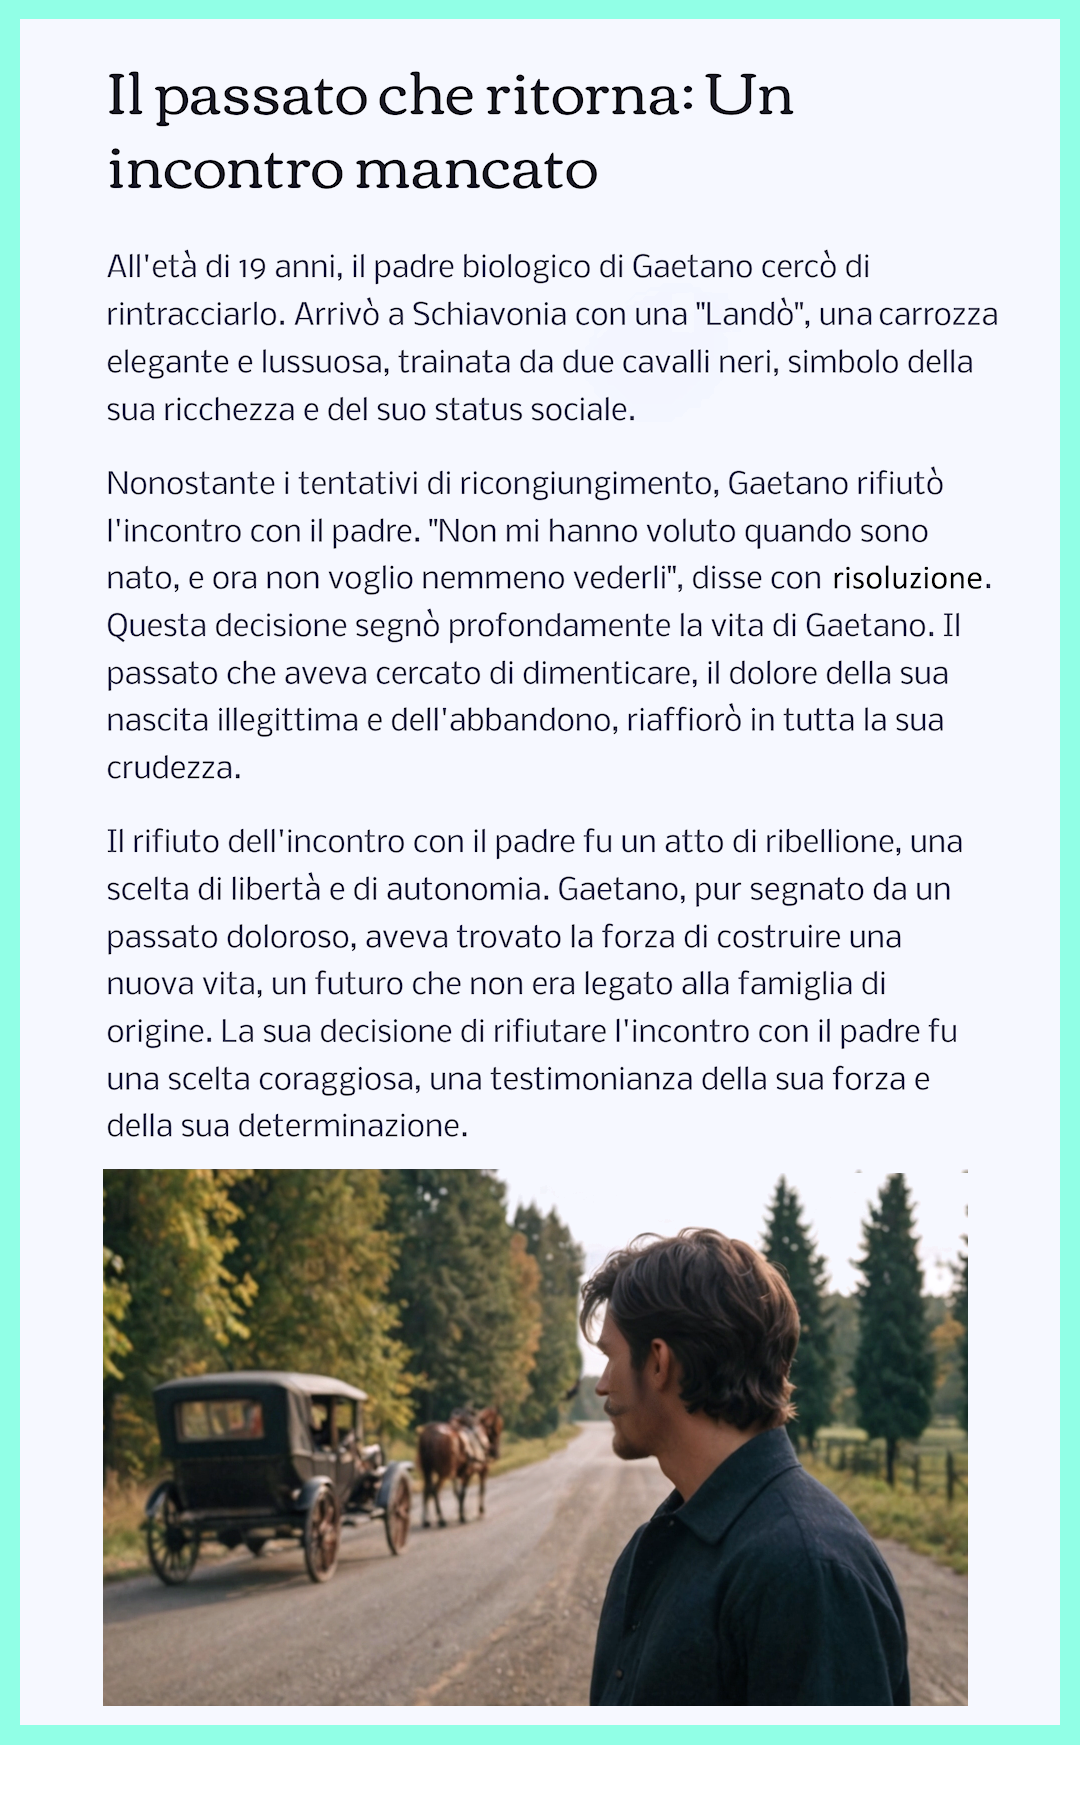 Il passato che ritorna: Un
incontro mancato
All'età di 19 anni, il padre biologico di Gaetano cercò di
rintracciarlo. Arrivò a Schiavonia con una "Landò", una carrozza
elegante e lussuosa, trainata da due cavalli neri, simbolo della
sua ricchezza e del suo status sociale.
Nonostante i tentativi di ricongiungimento, Gaetano rifiutò
l'incontro con il padre. "Non mi hanno voluto quando sono
nato, e ora non voglio nemmeno vederli", disse con risoluzione.
Questa decisione segnò profondamente la vita di Gaetano. Il
passato che aveva cercato di dimenticare, il dolore della sua
nascita illegittima e dell'abbandono, riaffiorò in tutta la sua
crudezza.
Il rifiuto dell'incontro con il padre fu un atto di ribellione, una
scelta di libertà e di autonomia. Gaetano, pur segnato da un
passato doloroso, aveva trovato la forza di costruire una
nuova vita, un futuro che non era legato alla famiglia di
origine. La sua decisione di rifiutare l'incontro con il padre fu
una scelta coraggiosa, una testimonianza della sua forza e
della sua determinazione.